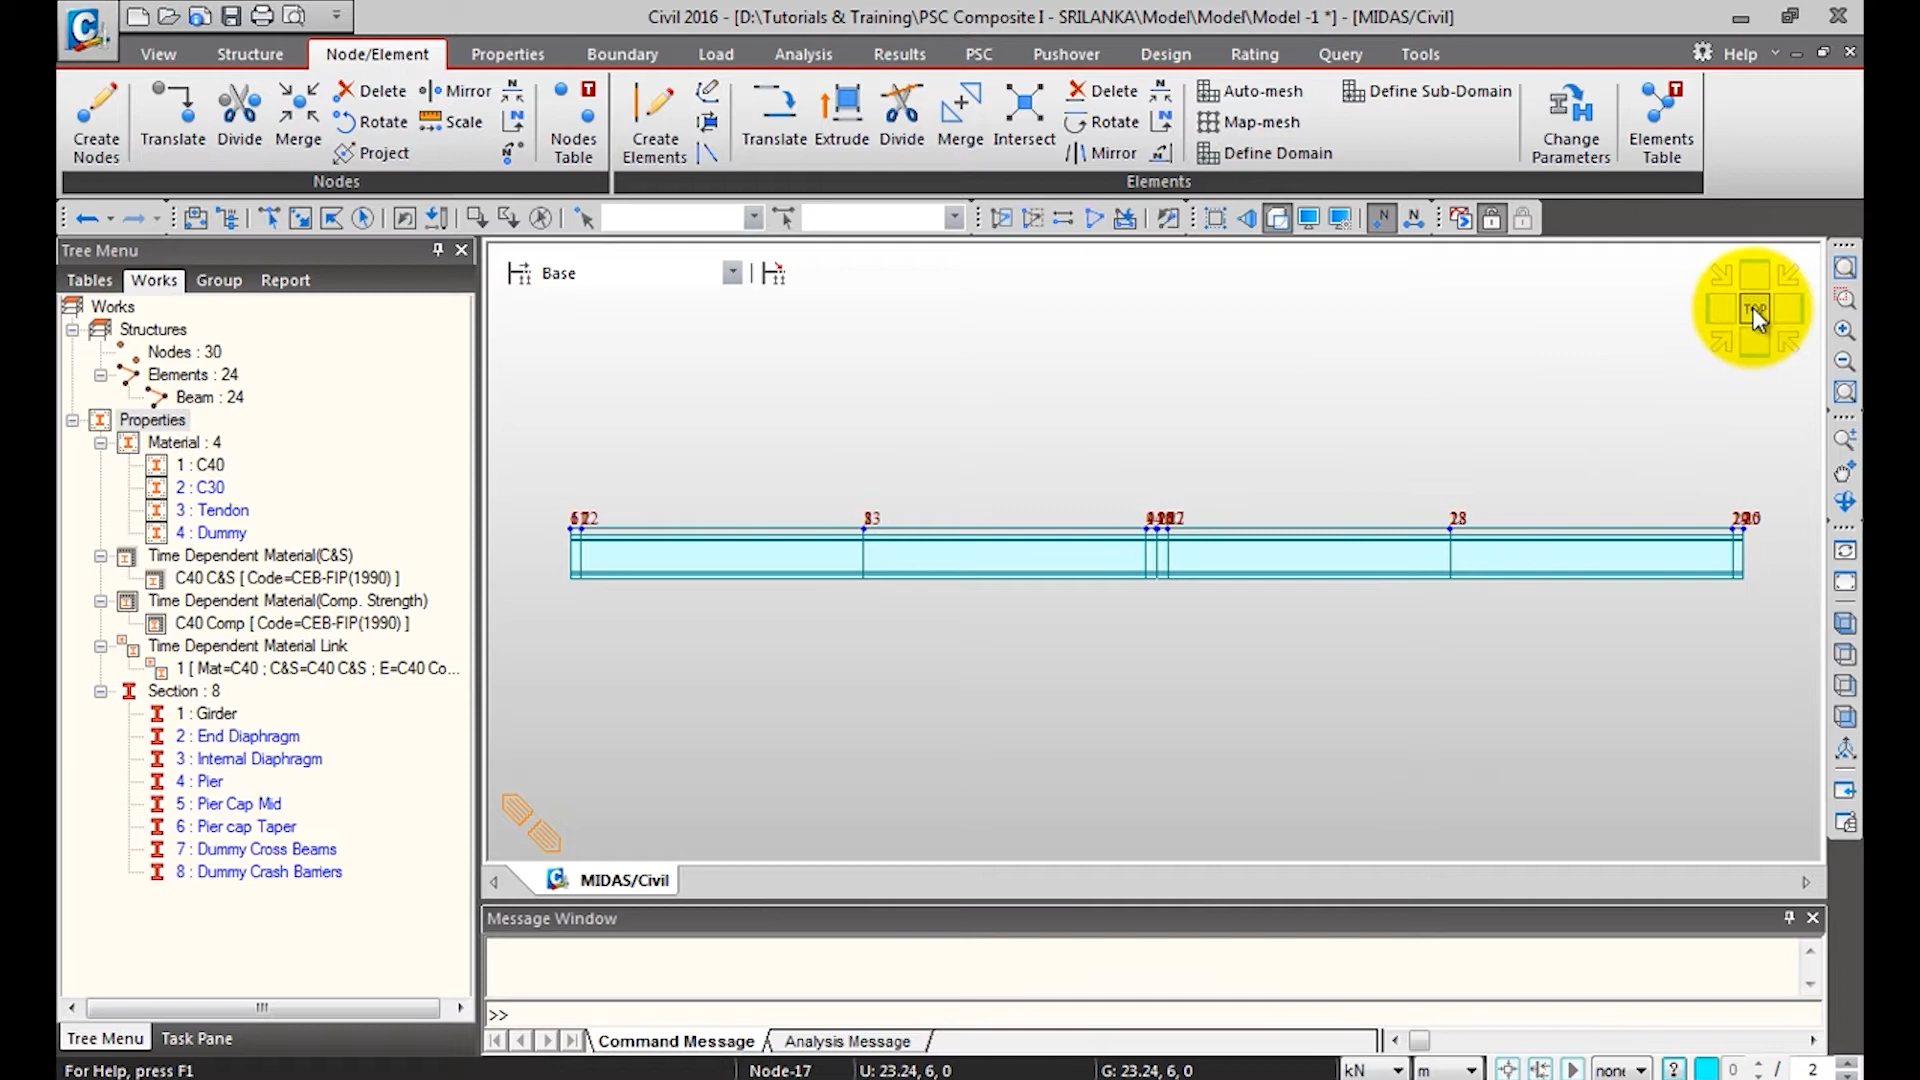 Civil 2016 - [D:\Tutorials & Training\PSC Composite I - SRILANKA\Model\Model\Model -1 *] - [MIDAS/Civil]
View Structure Node/Element Properties Boundary Load Analysis Results PSC Pushover Design Rating Query Tools Help
Create Nodes
Translate
Divide
Merge
Delete
Rotate
Project
Mirror
Scale
Nodes Table
Create Elements
Translate
Extrude
Divide
Merge
Intersect
Delete
Rotate
Mirror
Auto-mesh
Map-mesh
Define Domain
Define Sub-Domain
Change Parameters
Elements Table
Nodes
Elements
Tree Menu
Tables Works Group Report
Works
Structures
Nodes : 30
Elements : 24
Beam : 24
Properties
Material : 4
1 : C40
2 : C30
3 : Tendon
4 : Dummy
Time Dependent Material(C&S)
C40 C&S [ Code=CEB-FIP(1990) ]
Time Dependent Material(Comp. Strength)
C40 Comp [ Code=CEB-FIP(1990) ]
Time Dependent Material Link
1 [ Mat=C40 ; C&S=C40 C&S ; E=C40 Co...
Section : 8
1 : Girder
2 : End Diaphragm
3 : Internal Diaphragm
4 : Pier
5 : Pier Cap Mid
6 : Pier cap Taper
7 : Dummy Cross Beams
8 : Dummy Crash Barriers
Tree Menu Task Pane
Base
TOP
MIDAS/Civil
Message Window
>>
Command Message Analysis Message
For Help, press F1
Node-17
U: 23.24, 6, 0
G: 23.24, 6, 0
kN
m
none
0 / 2